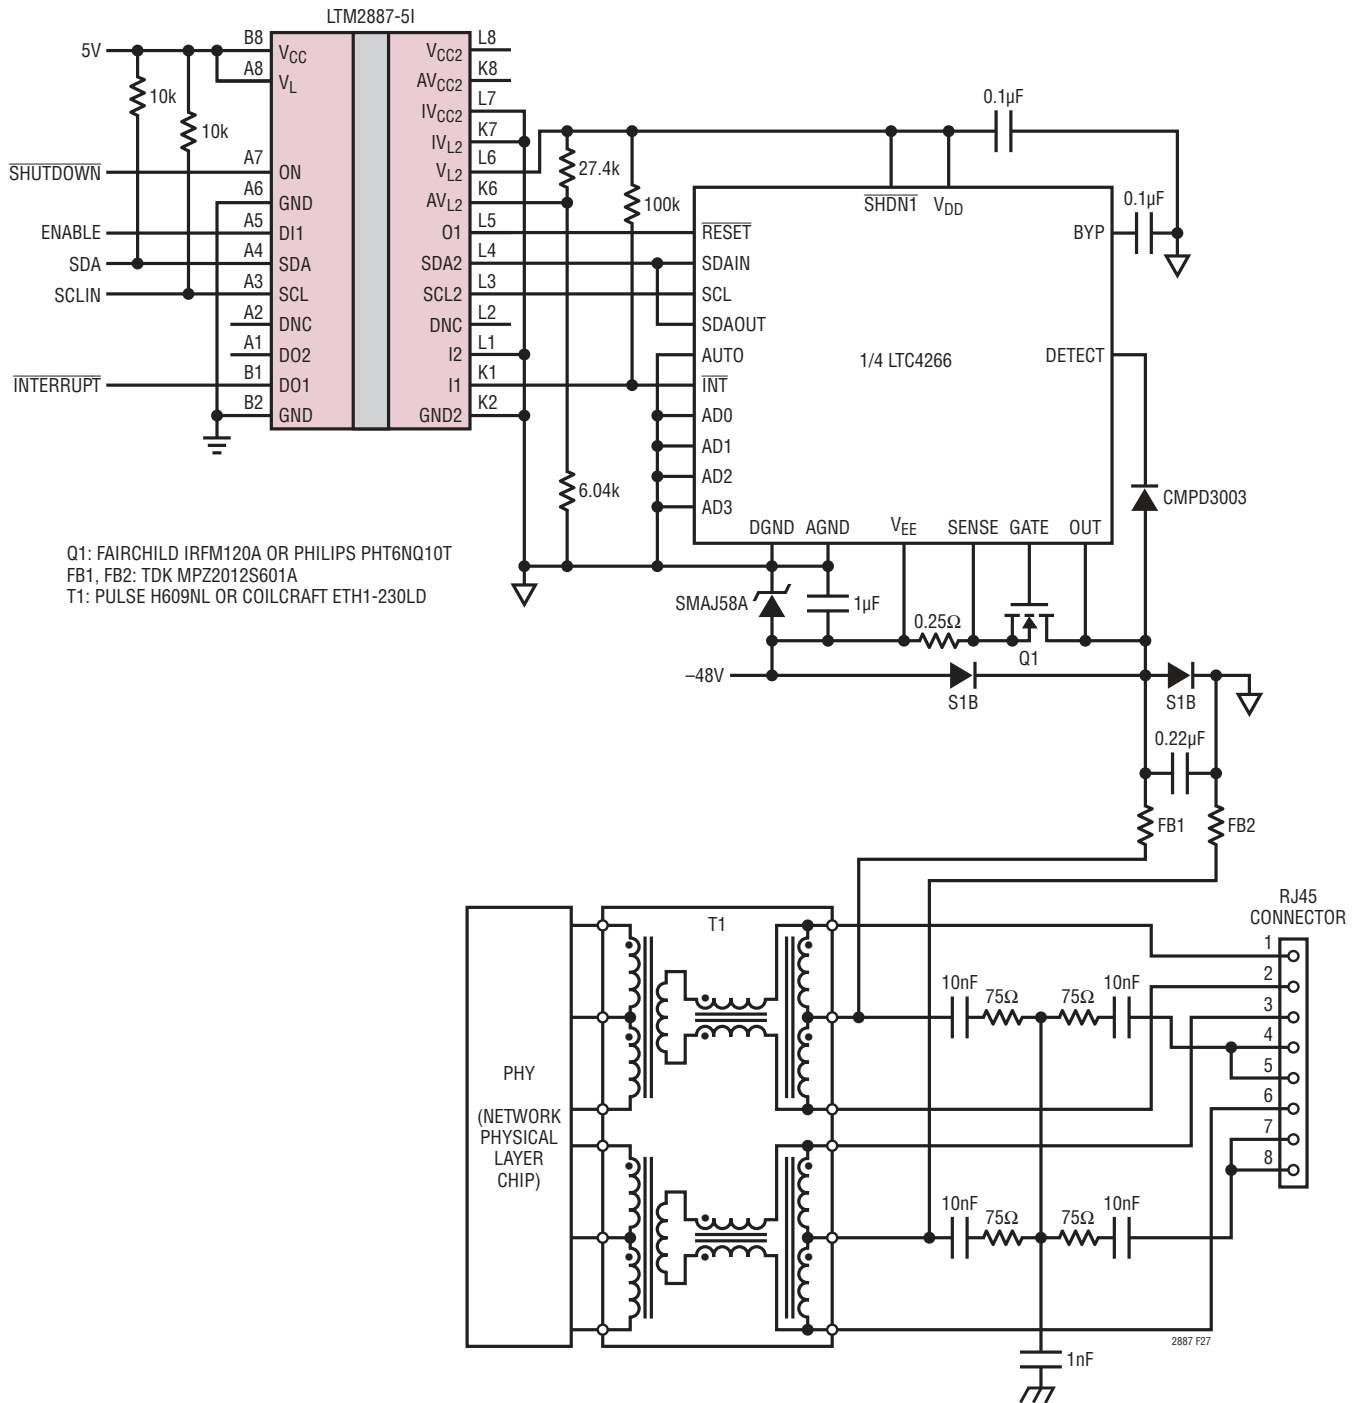 LTM2887-5I
5V
B8
VCC
A8
VL
10k
10k
SHUTDOWN
A7
ON
A6
GND
ENABLE
A5
DI1
SDA
A4
SDA
SCLIN
A3
SCL
A2
DNC
A1
DO2
INTERRUPT
B1
DO1
B2
GND
VCC2
L8
AVCC2
K8
IVCC2
L7
IVL2
K7
VL2
L6
AVL2
K6
O1
L5
SDA2
L4
SCL2
L3
DNC
L2
I2
L1
I1
K1
GND2
K2
27.4k
100k
6.04k
0.1µF
0.1µF
SHDN1
VDD
RESET
BYP
SDAIN
SCL
SDAOUT
AUTO
1/4 LTC4266
DETECT
INT
AD0
AD1
AD2
AD3
DGND
AGND
VEE
SENSE
GATE
OUT
CMPD3003
Q1: FAIRCHILD IRFM120A OR PHILIPS PHT6NQ10T
FB1, FB2: TDK MPZ2012S601A
T1: PULSE H609NL OR COILCRAFT ETH1-230LD
SMAJ58A
1µF
0.25Ω
Q1
–48V
S1B
S1B
0.22µF
FB1
FB2
RJ45
CONNECTOR
T1
PHY
(NETWORK
PHYSICAL
LAYER
CHIP)
10nF
75Ω
75Ω
10nF
1
2
3
4
5
6
7
8
10nF
75Ω
75Ω
10nF
1nF
2887 F27